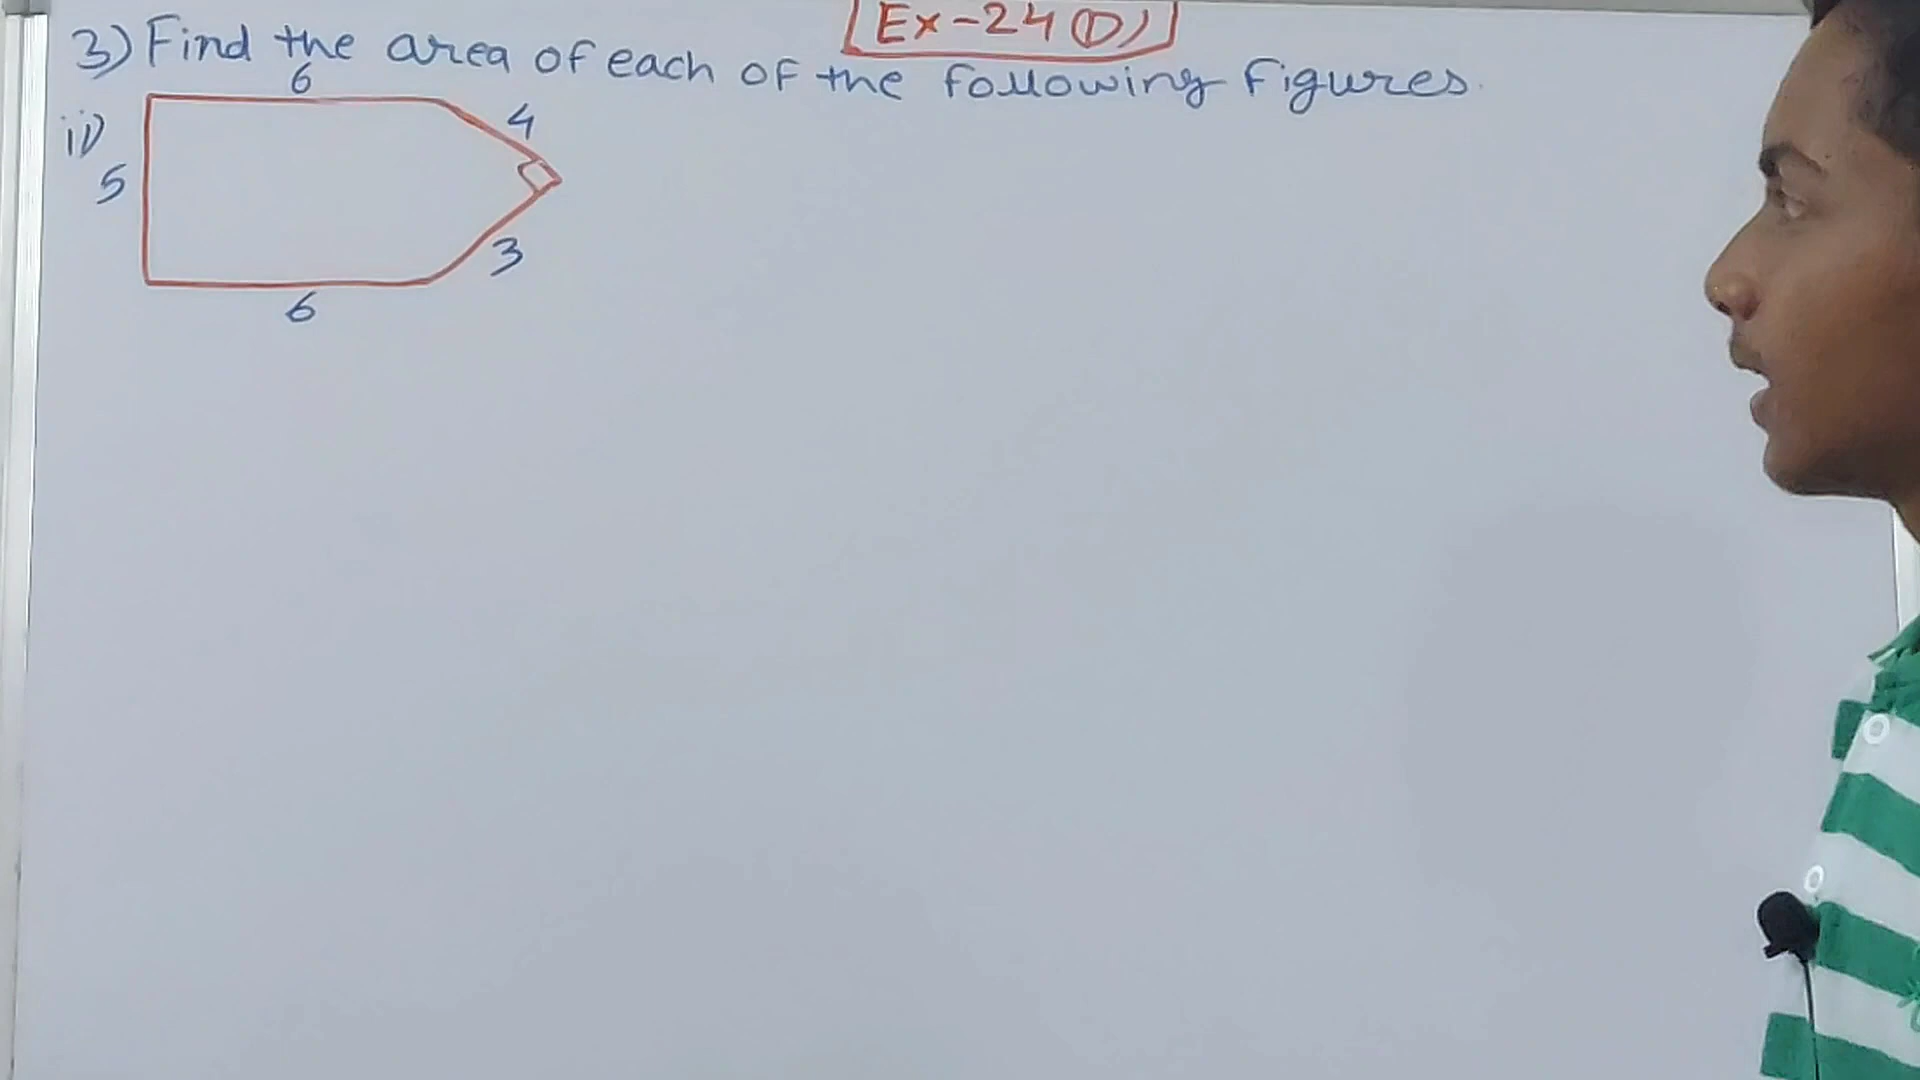 Ex-24 (D)
3) Find the area of each of the following figures.
ii)
6
4
5
3
6